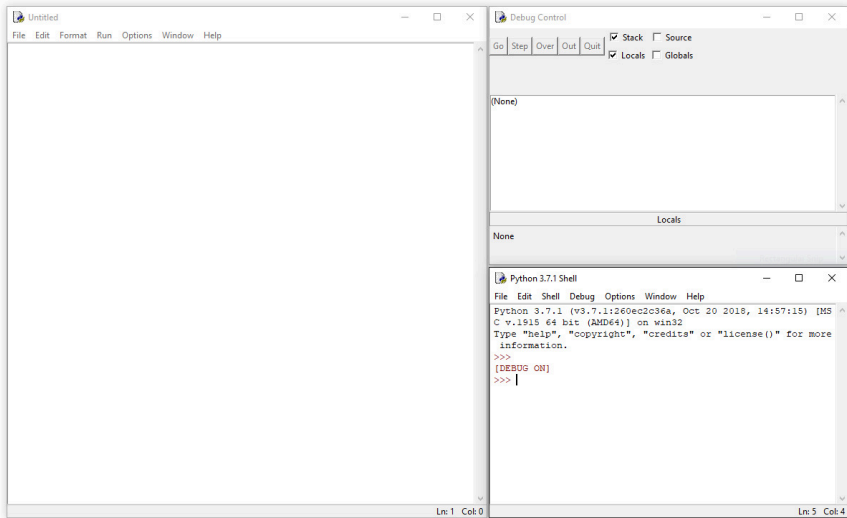 Untitled
File Edit Format Run Options Window Help
Ln: 1 Col: 0
Debug Control
Go Step Over Out Quit
Stack Source
Locals Globals
(None)
Locals
None
Python 3.7.1 Shell
File Edit Shell Debug Options Window Help
Python 3.7.1 (v3.7.1:260ec2c36a, Oct 20 2018, 14:57:15) [MS
C v.1915 64 bit (AMD64)] on win32
Type "help", "copyright", "credits" or "license()" for more
information.
>>>
[DEBUG ON]
>>>
Ln: 5 Col: 4